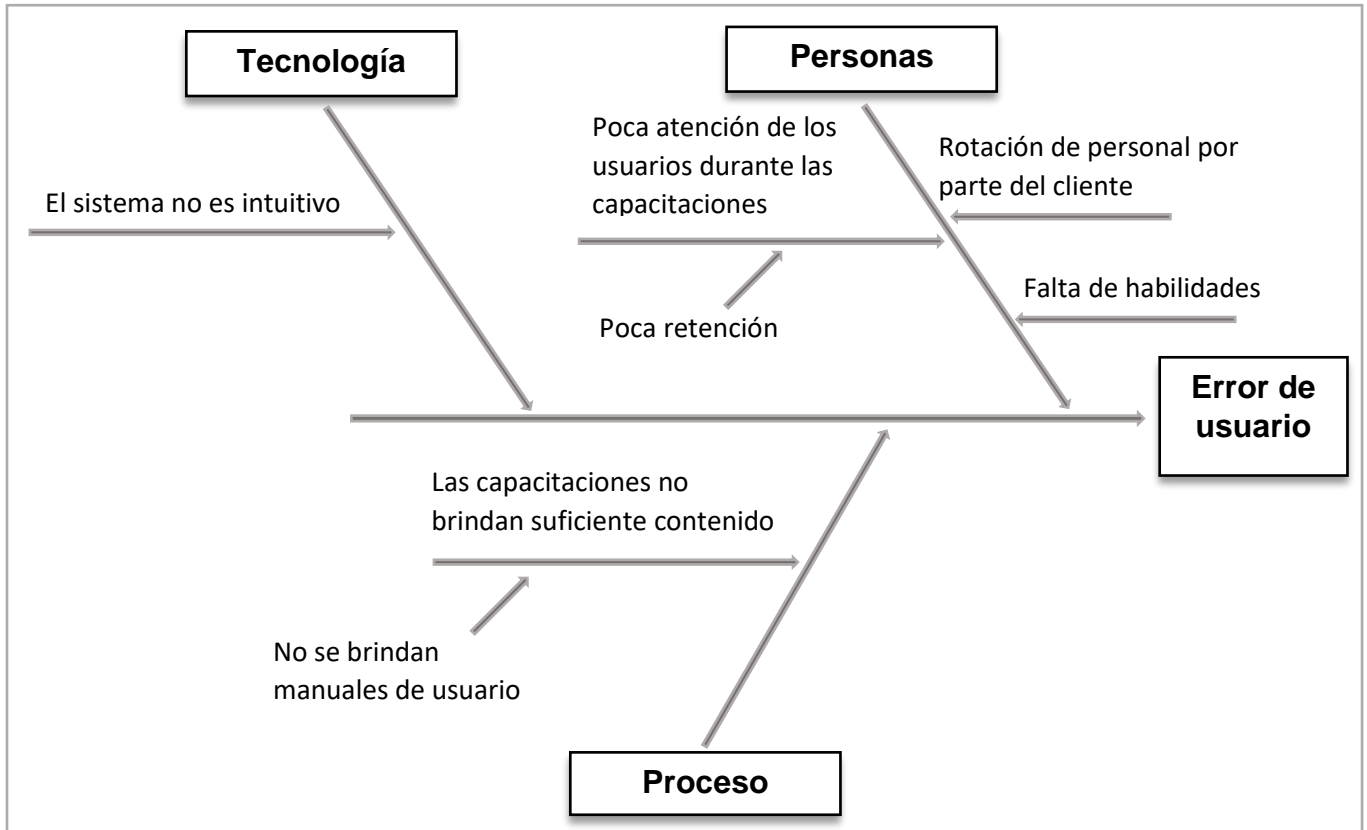 Tecnología
Personas
Poca atención de los
usuarios durante las
capacitaciones
Rotación de personal por
parte del cliente
El sistema no es intuitivo
Falta de habilidades
Poca retención
Error de
usuario
Las capacitaciones no
brindan suficiente contenido
No se brindan
manuales de usuario
Proceso